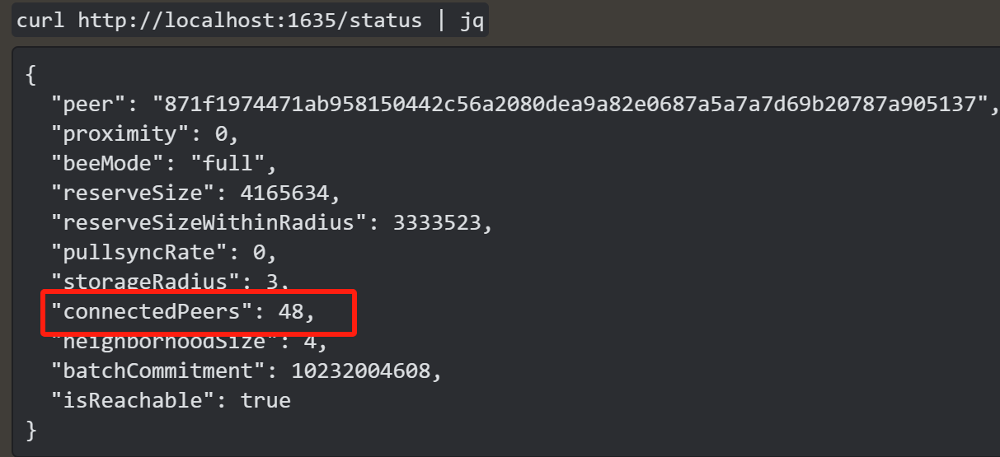 curl http://localhost:1635/status | jq
{
"peer": "871f1974471ab958150442c56a2080dea9a82e0687a5a7a7d69b20787a905137",
"proximity": 0,
"beeMode": "full",
"reserveSize": 4165634,
"reserveSizeWithinRadius": 3333523,
"pullsyncRate": 0,
"storageRadius": 3,
"connectedPeers": 48,
"neighborhoodSize": 4,
"batchCommitment": 10232004608,
"isReachable": true
}